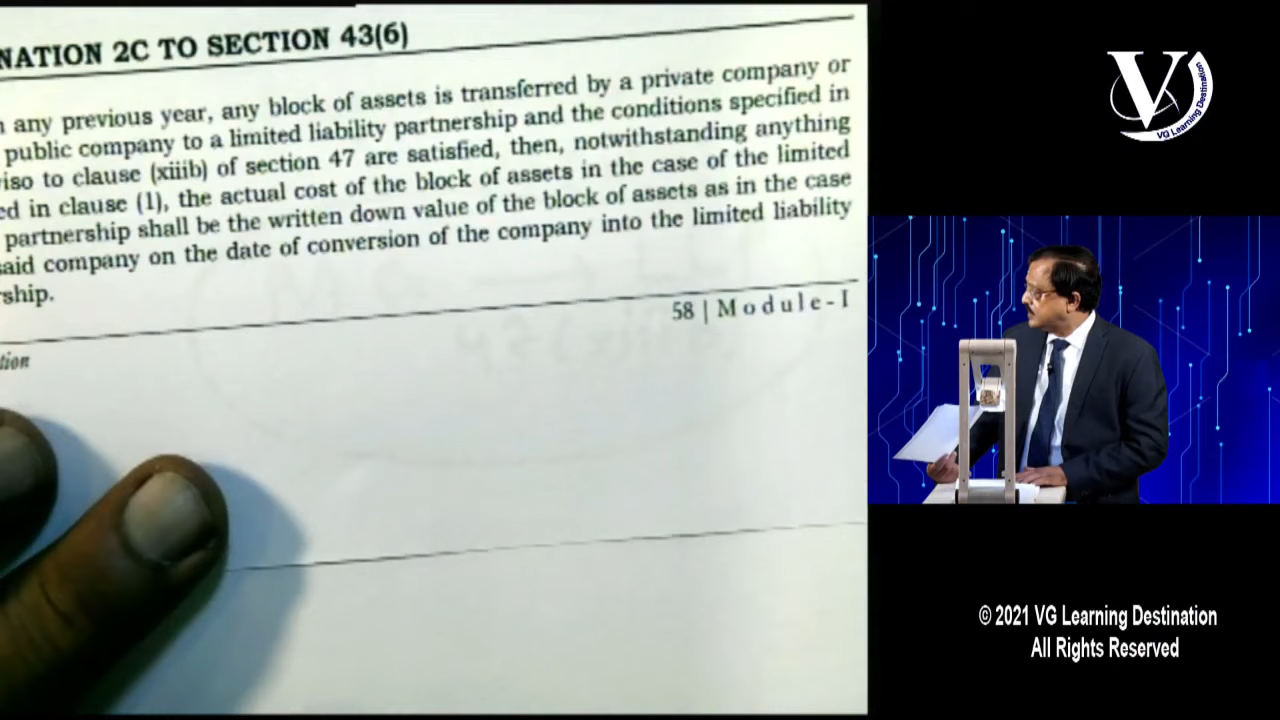 NATION 2C TO SECTION 43(6)
any previous year, any block of assets is transferred by a private company or
public company to a limited liability partnership and the conditions specified in
viso to clause (xiiib) of section 47 are satisfied, then, notwithstanding anything
ed in clause (1), the actual cost of the block of assets in the case of the limited
partnership shall be the written down value of the block of assets as in the case
said company on the date of conversion of the company into the limited liability
ship.
58 | Module-I
tion
V
VG Learning Destination
© 2021 VG Learning Destination
All Rights Reserved